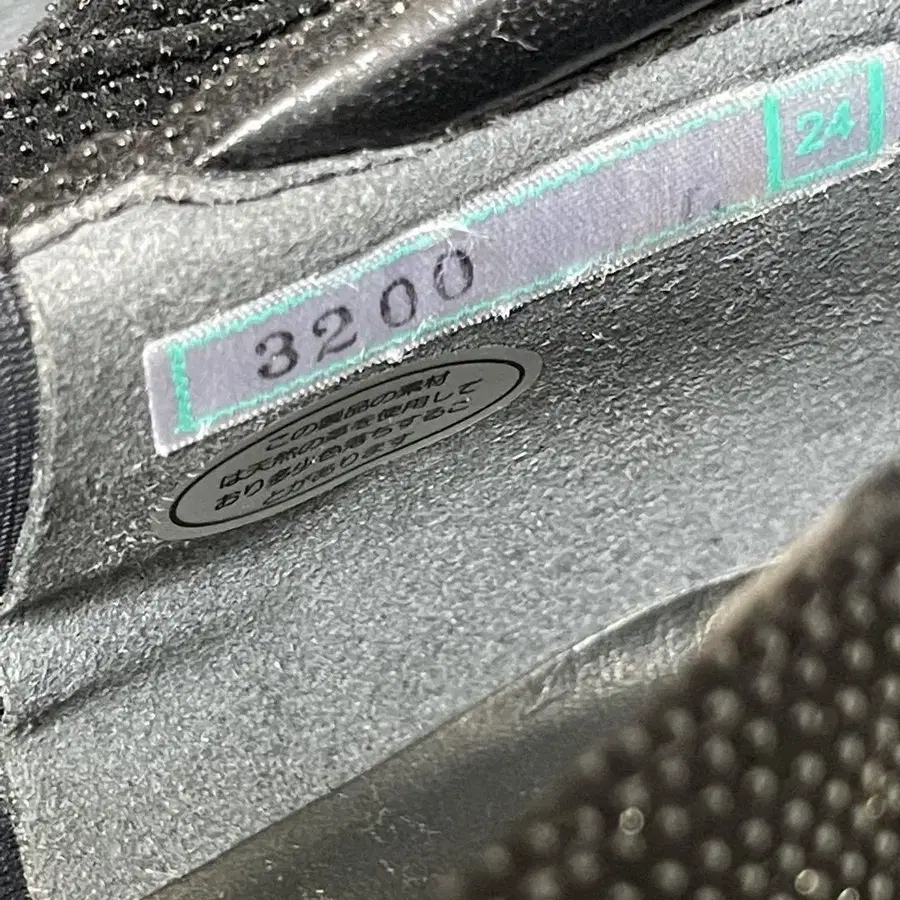 24
3200
この製品の素材
は天然の革を使用して
おり多少色落ちするこ
とがあります